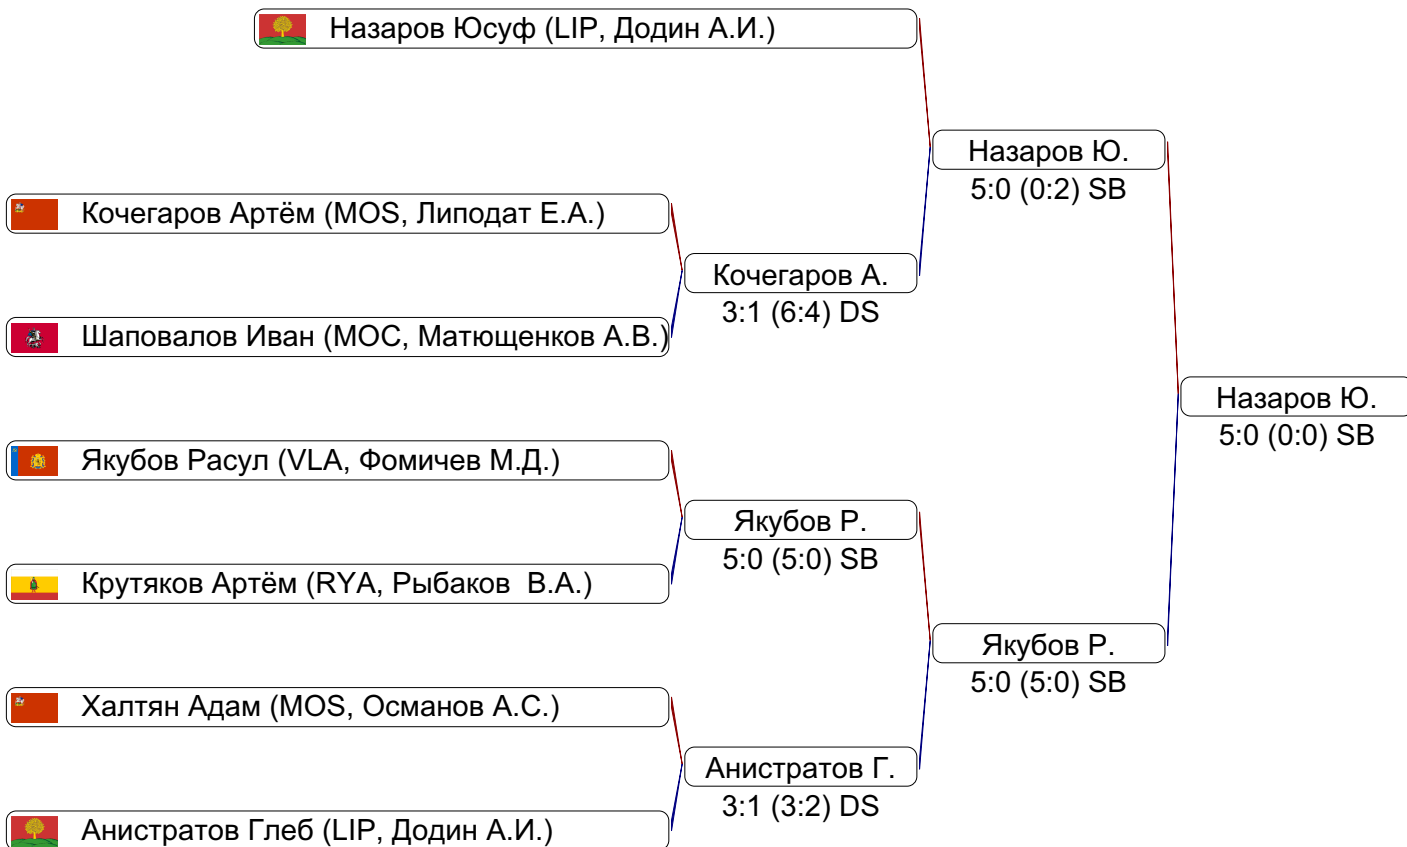 Назаров Юсуф (LIP, Додин А.И.)
Назаров Ю.
5:0 (0:2) SB
Кочегаров Артём (MOS, Липодат Е.А.)
Кочегаров А.
3:1 (6:4) DS
Шаповалов Иван (МОС, Матющенков А.В.)
Назаров Ю.
5:0 (0:0) SB
Якубов Расул (VLA, Фомичев М.Д.)
Якубов Р.
5:0 (5:0) SB
Крутяков Артём (RYA, Рыбаков  В.А.)
Якубов Р.
5:0 (5:0) SB
Халтян Адам (MOS, Османов А.С.)
Анистратов Г.
3:1 (3:2) DS
Анистратов Глеб (LIP, Додин А.И.)